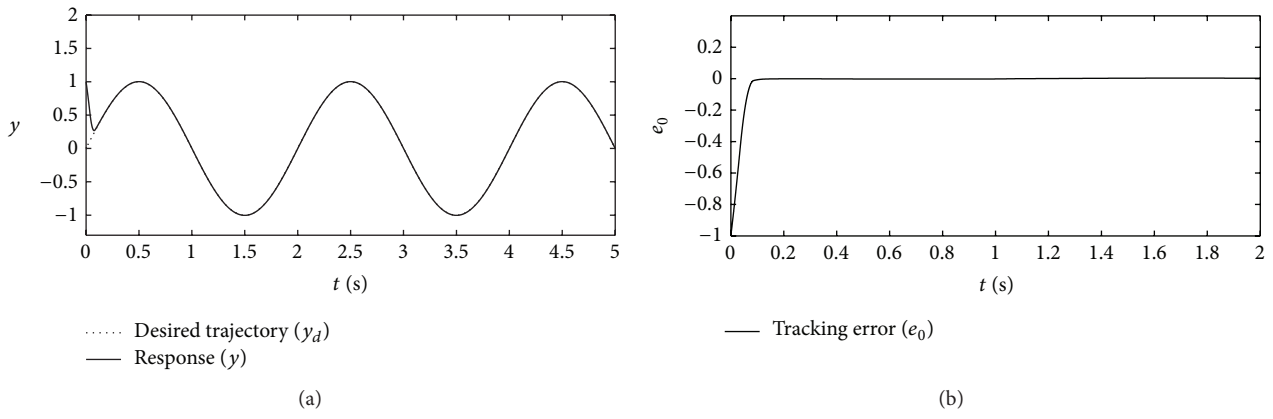 2
1.5
1
0.5
y
0
−0.5
−1
0 0.5 1 1.5 2 2.5 3 3.5 4 4.5 5
t (s)
Desired trajectory (y_d)
Response (y)
(a)
0.2
0
−0.2
e_0
−0.4
−0.6
−0.8
−1
0 0.2 0.4 0.6 0.8 1 1.2 1.4 1.6 1.8 2
t (s)
Tracking error (e_0)
(b)